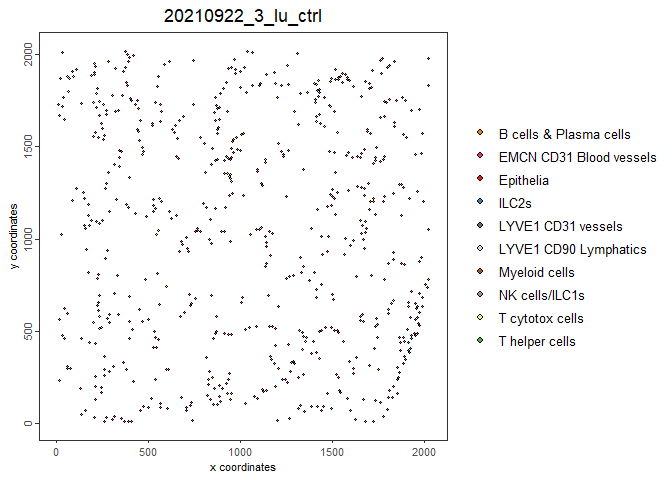 20210922_3_lu_ctrl
2000
1500
1000
500
0
y coordinates
0 500 1000 1500 2000
x coordinates
B cells & Plasma cells
EMCN CD31 Blood vessels
Epithelia
ILC2s
LYVE1 CD31 vessels
LYVE1 CD90 Lymphatics
Myeloid cells
NK cells/ILC1s
T cytotox cells
T helper cells